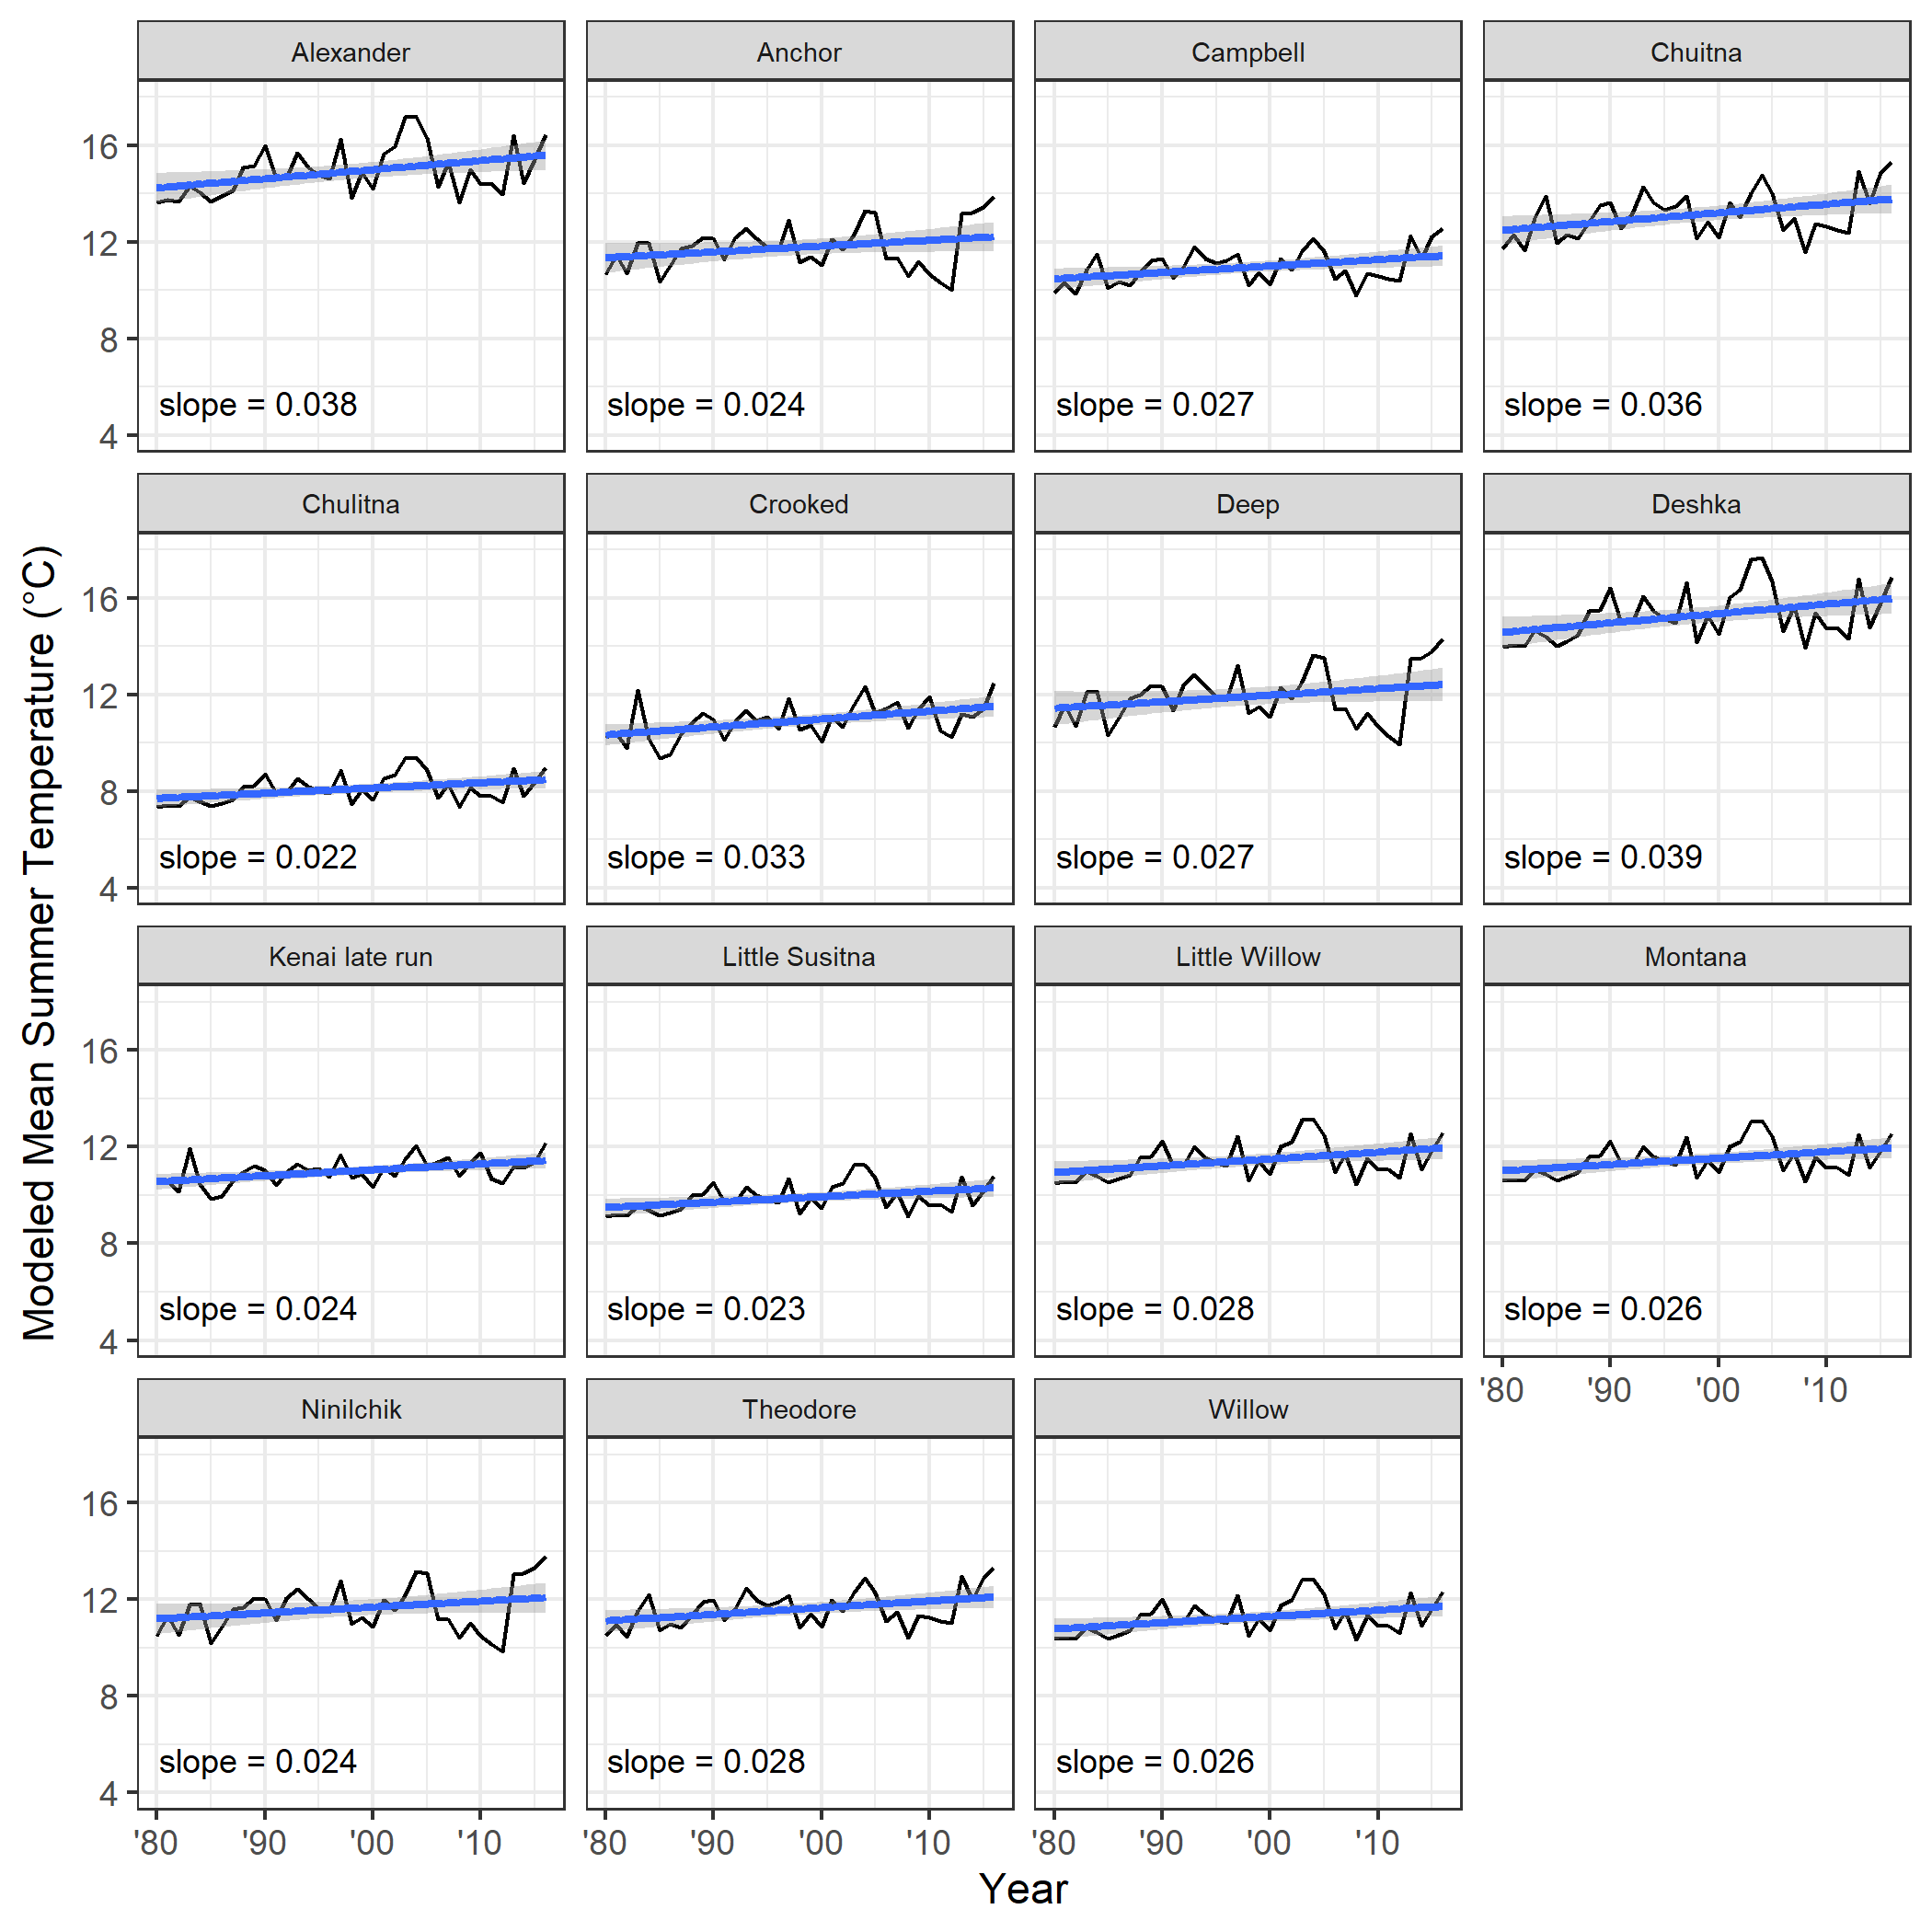 Alexander Anchor Campbell Chuitna
16
12
8
slope = 0.038 slope = 0.024 slope = 0.027 slope = 0.036
4
Chulitna Crooked Deep Deshka
16
12
8
slope = 0.022 slope = 0.033 slope = 0.027 slope = 0.039
4
Modeled Mean Summer Temperature (°C)
Kenai late run Little Susitna Little Willow Montana
16
12
8
slope = 0.024 slope = 0.023 slope = 0.028 slope = 0.026
4
'80 '90 '00 '10
Ninilchik Theodore Willow
16
12
8
slope = 0.024 slope = 0.028 slope = 0.026
4
'80 '90 '00 '10 '80 '90 '00 '10 '80 '90 '00 '10
Year